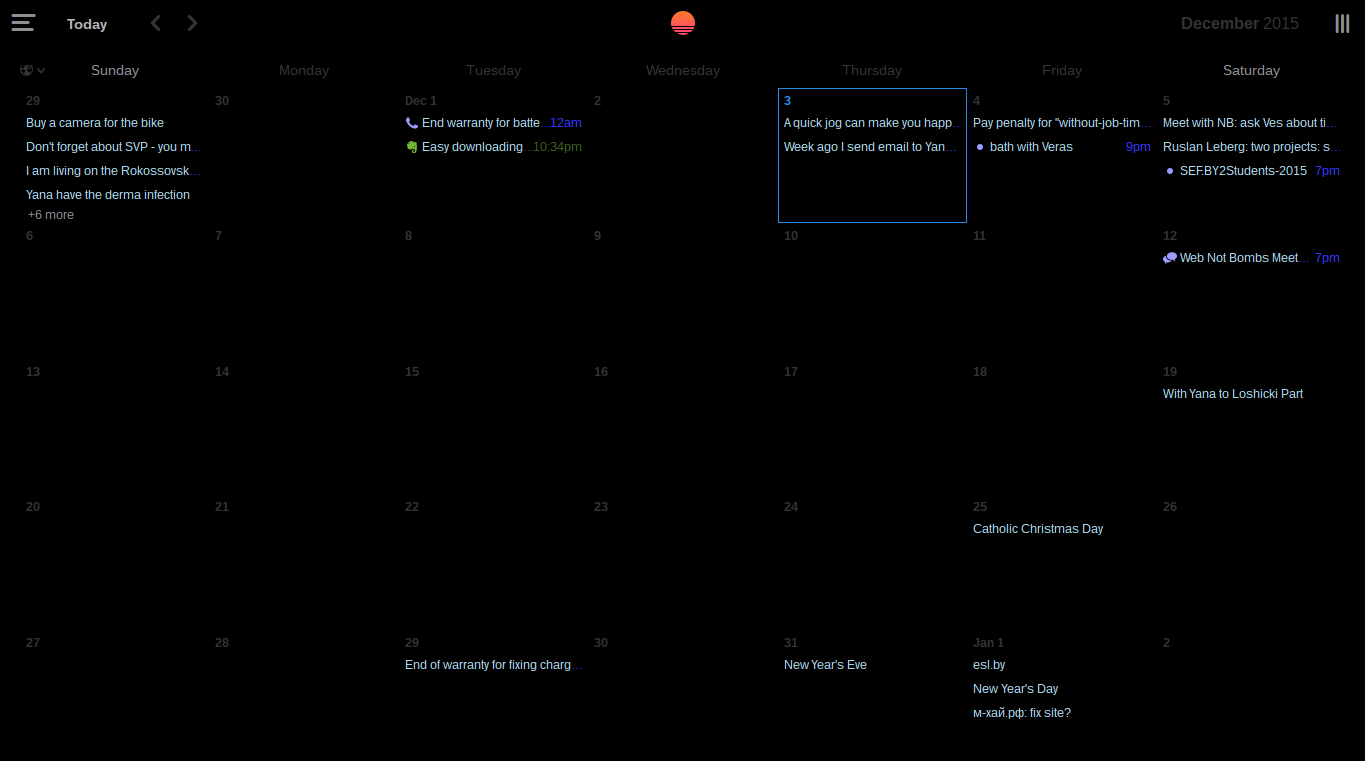 Today
December 2015
Sunday Monday Tuesday Wednesday Thursday Friday Saturday
29 30 Dec 1 2 3 4 5
Buy a camera for the bike
Don't forget about SVP - you m...
I am living on the Rokossovsk...
Yana have the derma infection
+6 more
End warranty for batte... 12am
Easy downloading... 10:34pm
A quick jog can make you happ...
Week ago I send email to Yan...
Pay penalty for "without-job-tim...
bath with Veras 9pm
Meet with NB: ask Ves about ti...
Ruslan Leberg: two projects: s...
SEF.BY2Students-2015 7pm
6 7 8 9 10 11 12
Web Not Bombs Meet... 7pm
13 14 15 16 17 18 19
With Yana to Loshicki Part
20 21 22 23 24 25 26
Catholic Christmas Day
27 28 29 30 31 Jan 1 2
End of warranty for fixing charg...
New Year's Eve
esl.by
New Year's Day
м-хай.рф: fix site?